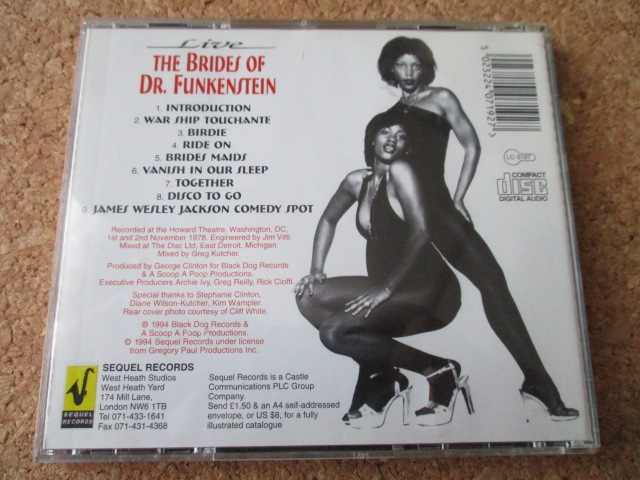 Live
THE BRIDES OF
DR. FUNKENSTEIN
1. INTRODUCTION
2. WAR SHIP TOUCHANTE
3. BIRDIE
4. RIDE ON
5. BRIDES MAIDS
6. VANISH IN OUR SLEEP
7. TOGETHER
8. DISCO TO GO
9. JAMES WESLEY JACKSON COMEDY SPOT
Recorded at the Howard Theatre, Washington, DC,
1st and 2nd November 1978. Engineered by Jim Vitti.
Mixed at The Disc Ltd, East Detroit, Michigan.
Mixed by Greg Kutcher.
Produced by George Clinton for Black Dog Records
& A Scoop A Poop Productions.
Executive Producers Archie Ivy, Greg Reilly, Rick Cioffi.
Special thanks to Stephanie Clinton,
Diane Wilson-Kutcher, Kim Wampler.
Rear cover photo courtesy of Cliff White.
℗ 1994 Black Dog Records &
A Scoop A Poop Productions.
© 1994 Sequel Records under license
from Gregory Paul Productions Inc.
SEQUEL RECORDS
West Heath Studios
West Heath Yard
174 Mill Lane,
London NW6 1TB
Tel 071-433-1641
Fax 071-431-4368
Sequel Records is a Castle
Communications PLC Group
Company.
Send £1.50 & an A4 self-addressed
envelope, or US $8, for a fully
illustrated catalogue
SEQUEL
RECORDS
5 023224 071927 >
LC 6197
COMPACT
disc
DIGITAL AUDIO